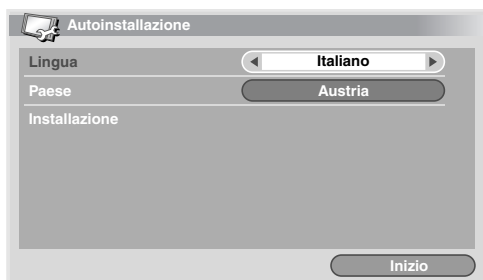 Autoinstallazione
Lingua Italiano
Paese Austria
Installazione
Inizio